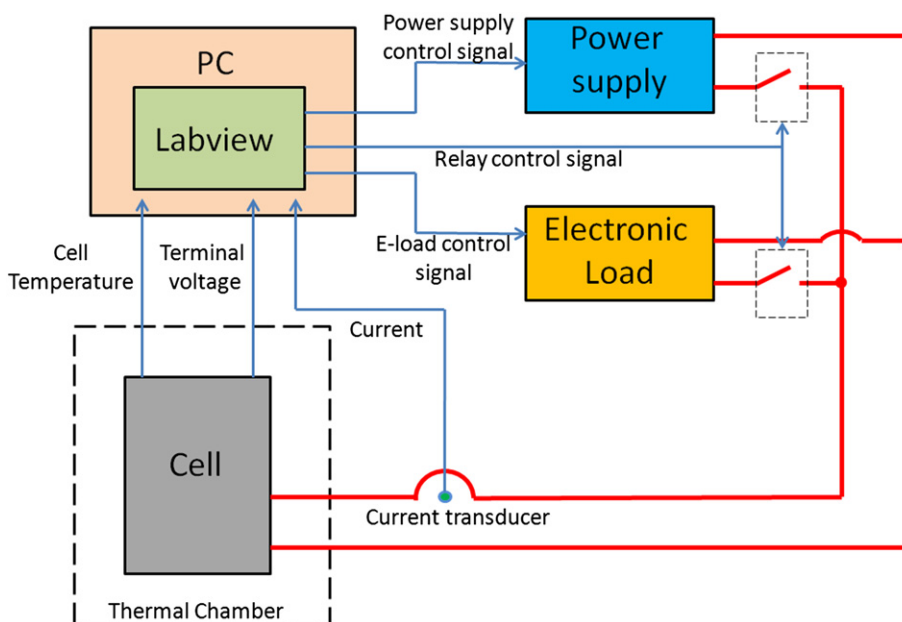 Power supply
control signal
Power
supply
PC
Labview
Relay control signal
Electronic
Load
E-load control
signal
Cell
Temperature
Terminal
voltage
Current
Cell
Current transducer
Thermal Chamber